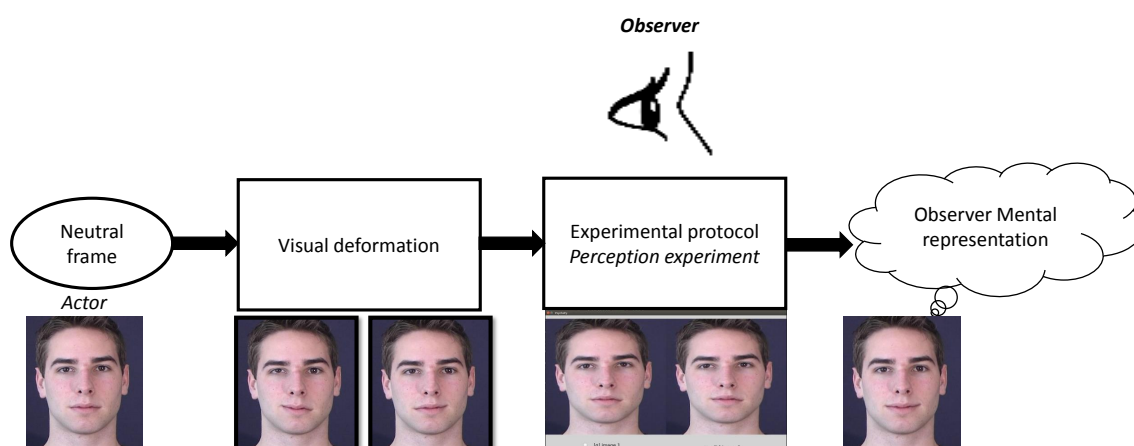 Observer
Neutral
frame
Actor
Visual deformation
Experimental protocol
Perception experiment
Observer Mental
representation